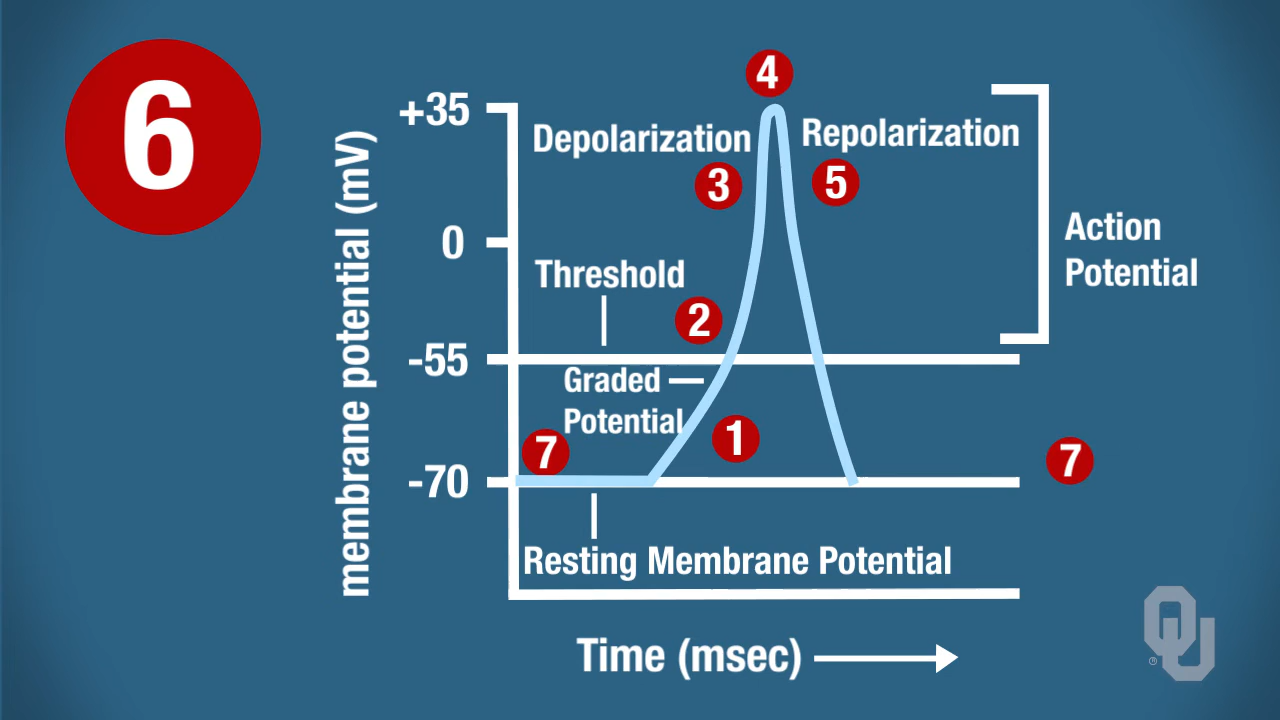 6
membrane potential (mV)
+35
0
-55
-70
4
Depolarization
Repolarization
3
5
Action
Potential
Threshold
2
Graded
Potential
1
7
7
Resting Membrane Potential
Time (msec)
OU
®